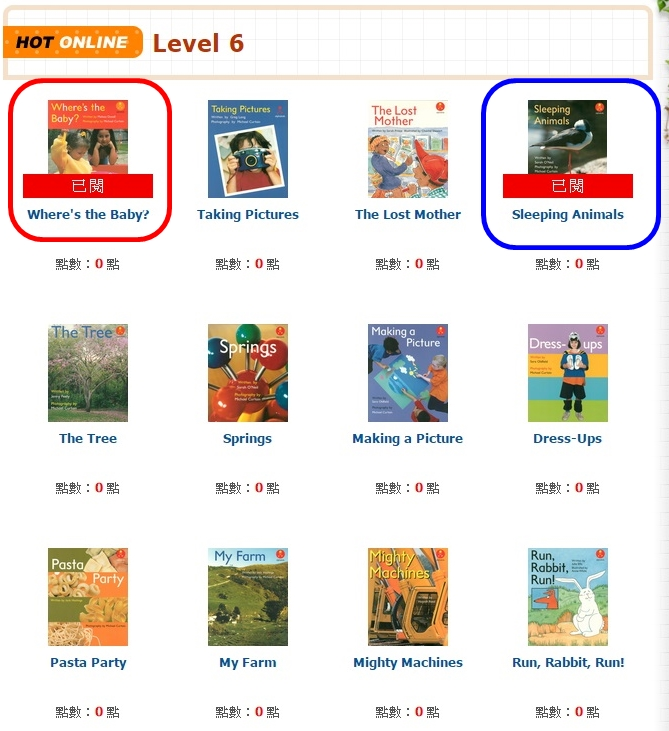 HOT ONLINE Level 6
Where's the
Baby?
Taking Pictures
The Lost
Mother
Sleeping
Animals
已閱
已閱
Where's the Baby?
Taking Pictures
The Lost Mother
Sleeping Animals
點數：0 點
點數：0 點
點數：0 點
點數：0 點
The Tree
Springs
Making a
Picture
Dress-ups
The Tree
Springs
Making a Picture
Dress-Ups
點數：0 點
點數：0 點
點數：0 點
點數：0 點
Pasta
Party
My Farm
Mighty
Machines
Run,
Rabbit,
Run!
Pasta Party
My Farm
Mighty Machines
Run, Rabbit, Run!
點數：0 點
點數：0 點
點數：0 點
點數：0 點